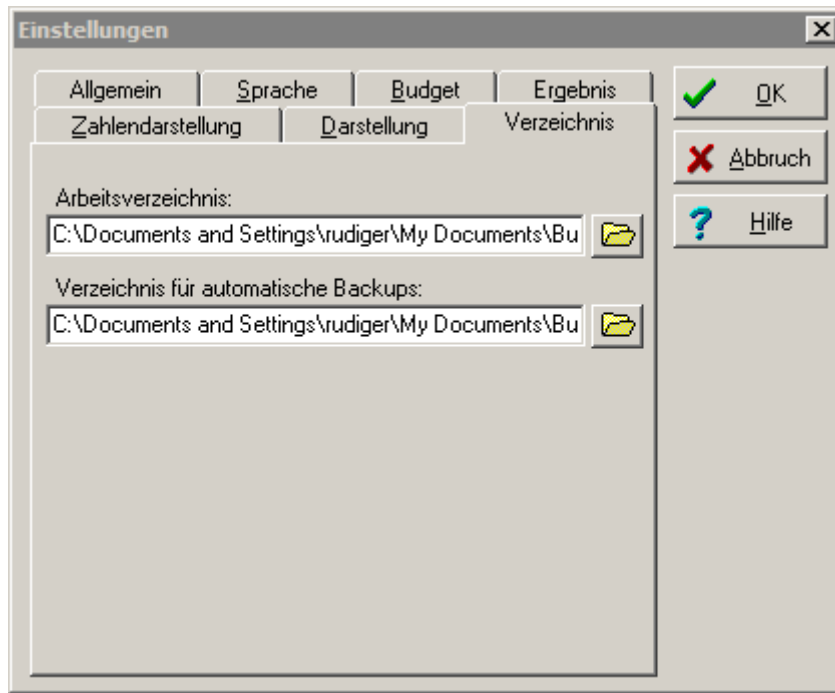 Einstellungen
Allgemein Sprache Budget Ergebnis
Zahlendarstellung Darstellung Verzeichnis
Arbeitsverzeichnis:
C:\Documents and Settings\rudiger\My Documents\Bu
Verzeichnis für automatische Backups:
C:\Documents and Settings\rudiger\My Documents\Bu
OK
Abbruch
Hilfe